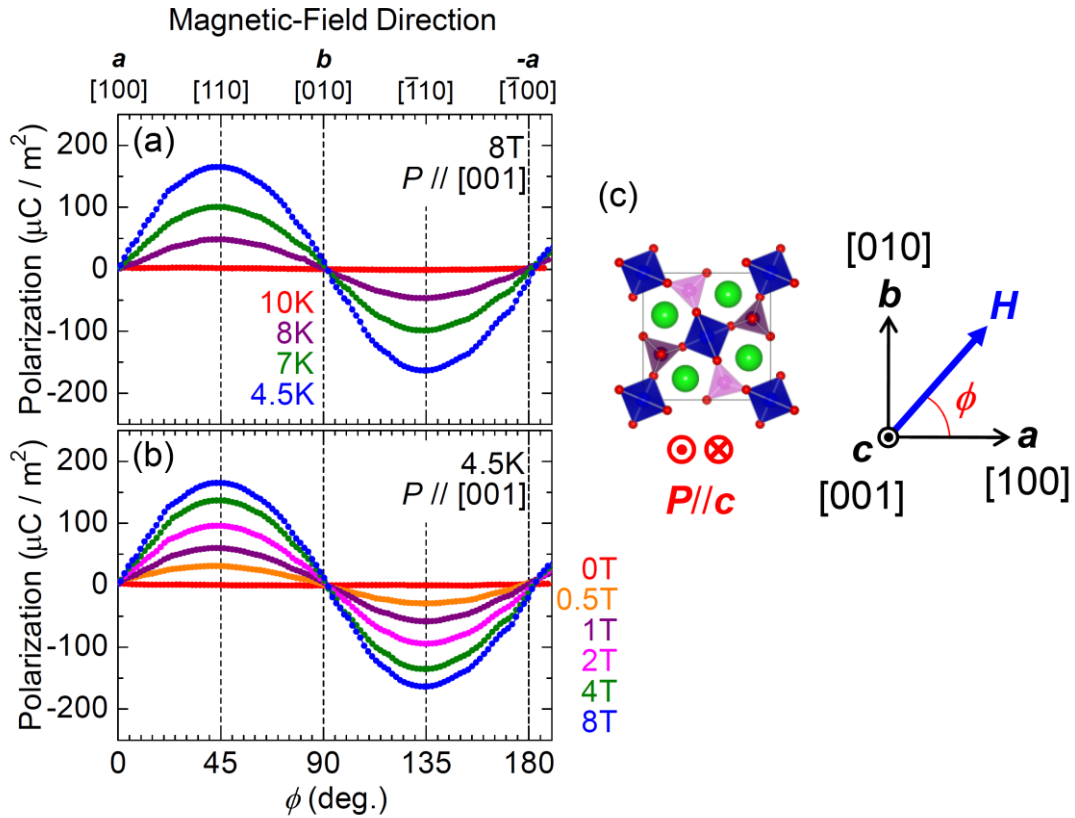 Magnetic-Field Direction
a b -a
[100] [110] [010] [1̅10] [1̅00]
(a) 8T
P // [001]
Polarization (μC / m²)
200
100
0
-100
-200
10K
8K
7K
4.5K
(b) 4.5K
P // [001]
Polarization (μC / m²)
200
100
0
-100
-200
0 45 90 135 180
ϕ (deg.)
0T
0.5T
1T
2T
4T
8T
(c)
P//c
[010]
b
H
ϕ
c a
[001] [100]